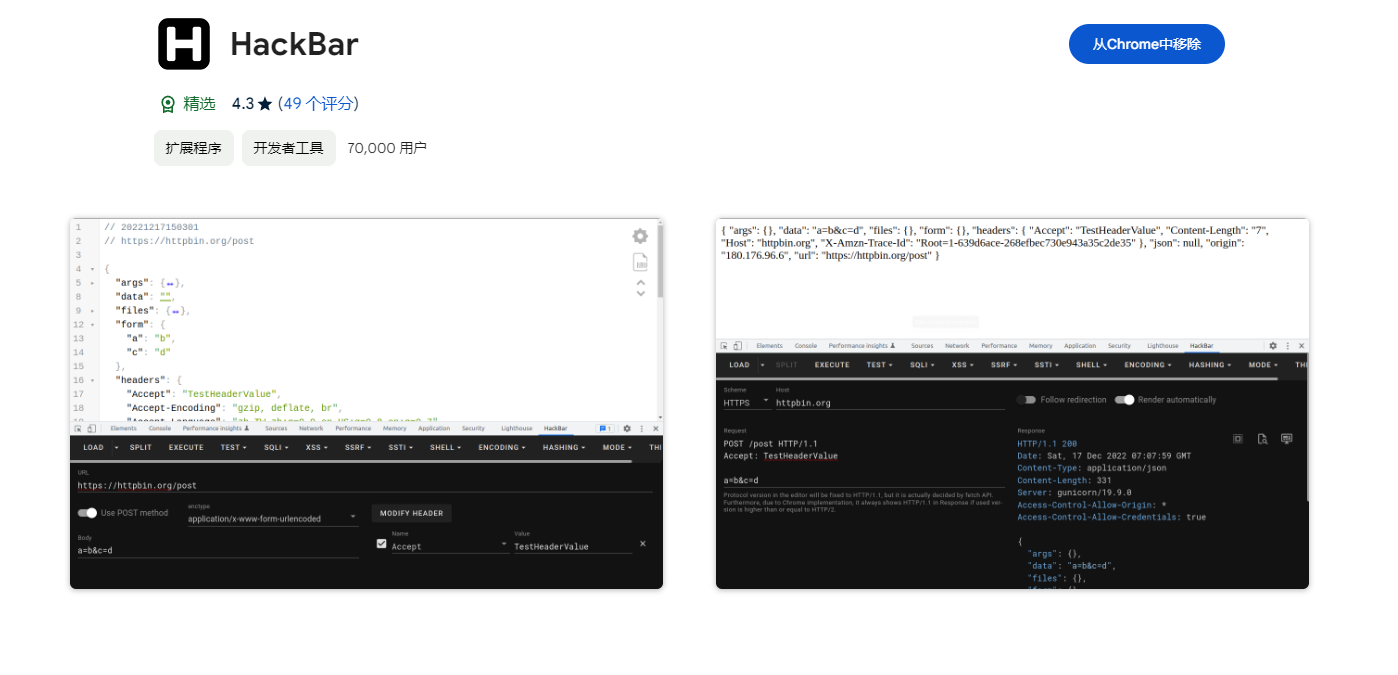 HackBar
从Chrome中移除
精选 4.3 ★ (49 个评分)
扩展程序 开发者工具 70,000 用户
1 // 20221217150301
2 // https://httpbin.org/post
3
4 {
5 "args": {↔},
8 "data": "",
9 "files": {↔},
12 "form": {
13 "a": "b",
14 "c": "d"
15 },
16 "headers": {
17 "Accept": "TestHeaderValue",
18 "Accept-Encoding": "gzip, deflate, br",
Elements Console Performance insights Sources Network Performance Memory Application Security Lighthouse HackBar 1
LOAD SPLIT EXECUTE TEST SQLI XSS SSRF SSTI SHELL ENCODING HASHING MODE THI
URL
https://httpbin.org/post
Use POST method
enctype
application/x-www-form-urlencoded
MODIFY HEADER
Body
a=b&c=d
Name
Accept
Value
TestHeaderValue
{ "args": {}, "data": "a=b&c=d", "files": {}, "form": {}, "headers": { "Accept": "TestHeaderValue", "Content-Length": "7",
"Host": "httpbin.org", "X-Amzn-Trace-Id": "Root=1-639d6ace-268efbec730e943a35c2de35" }, "json": null, "origin":
"180.176.96.6", "url": "https://httpbin.org/post" }
Elements Console Performance insights Sources Network Performance Memory Application Security Lighthouse HackBar
LOAD SPLIT EXECUTE TEST SQLI XSS SSRF SSTI SHELL ENCODING HASHING MODE THI
Scheme
HTTPS
Host
httpbin.org
Follow redirection Render automatically
Request
POST /post HTTP/1.1
Accept: TestHeaderValue
a=b&c=d
Protocol version in the editor will be fixed to HTTP/1.1, but it is actually decided by fetch API.
Furthermore, due to Chrome implementation, it always shows HTTP/1.1 in Response if used ver-
sion is higher than or equal to HTTP/2.
Response
HTTP/1.1 200
Date: Sat, 17 Dec 2022 07:07:59 GMT
Content-Type: application/json
Content-Length: 331
Server: gunicorn/19.9.0
Access-Control-Allow-Origin: *
Access-Control-Allow-Credentials: true
{
"args": {},
"data": "a=b&c=d",
"files": {},